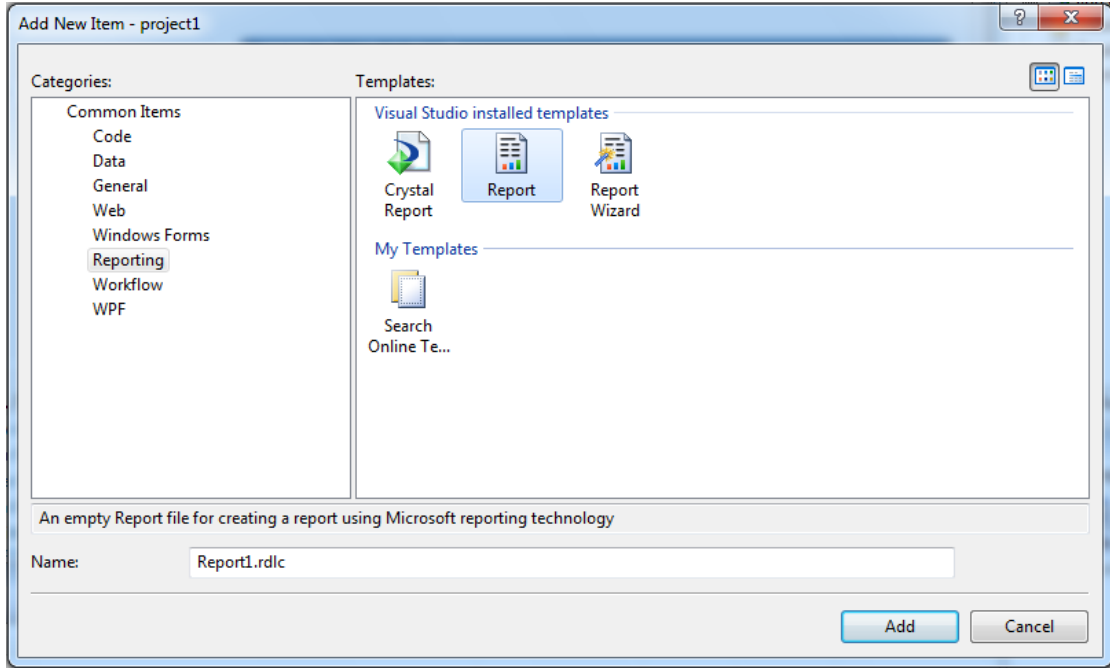 Add New Item - project1
Categories:
Templates:
Common Items
Code
Data
General
Web
Windows Forms
Reporting
Workflow
WPF
Visual Studio installed templates
Crystal
Report
Report
Report
Wizard
My Templates
Search
Online Te...
An empty Report file for creating a report using Microsoft reporting technology
Name:
Report1.rdlc
Add
Cancel